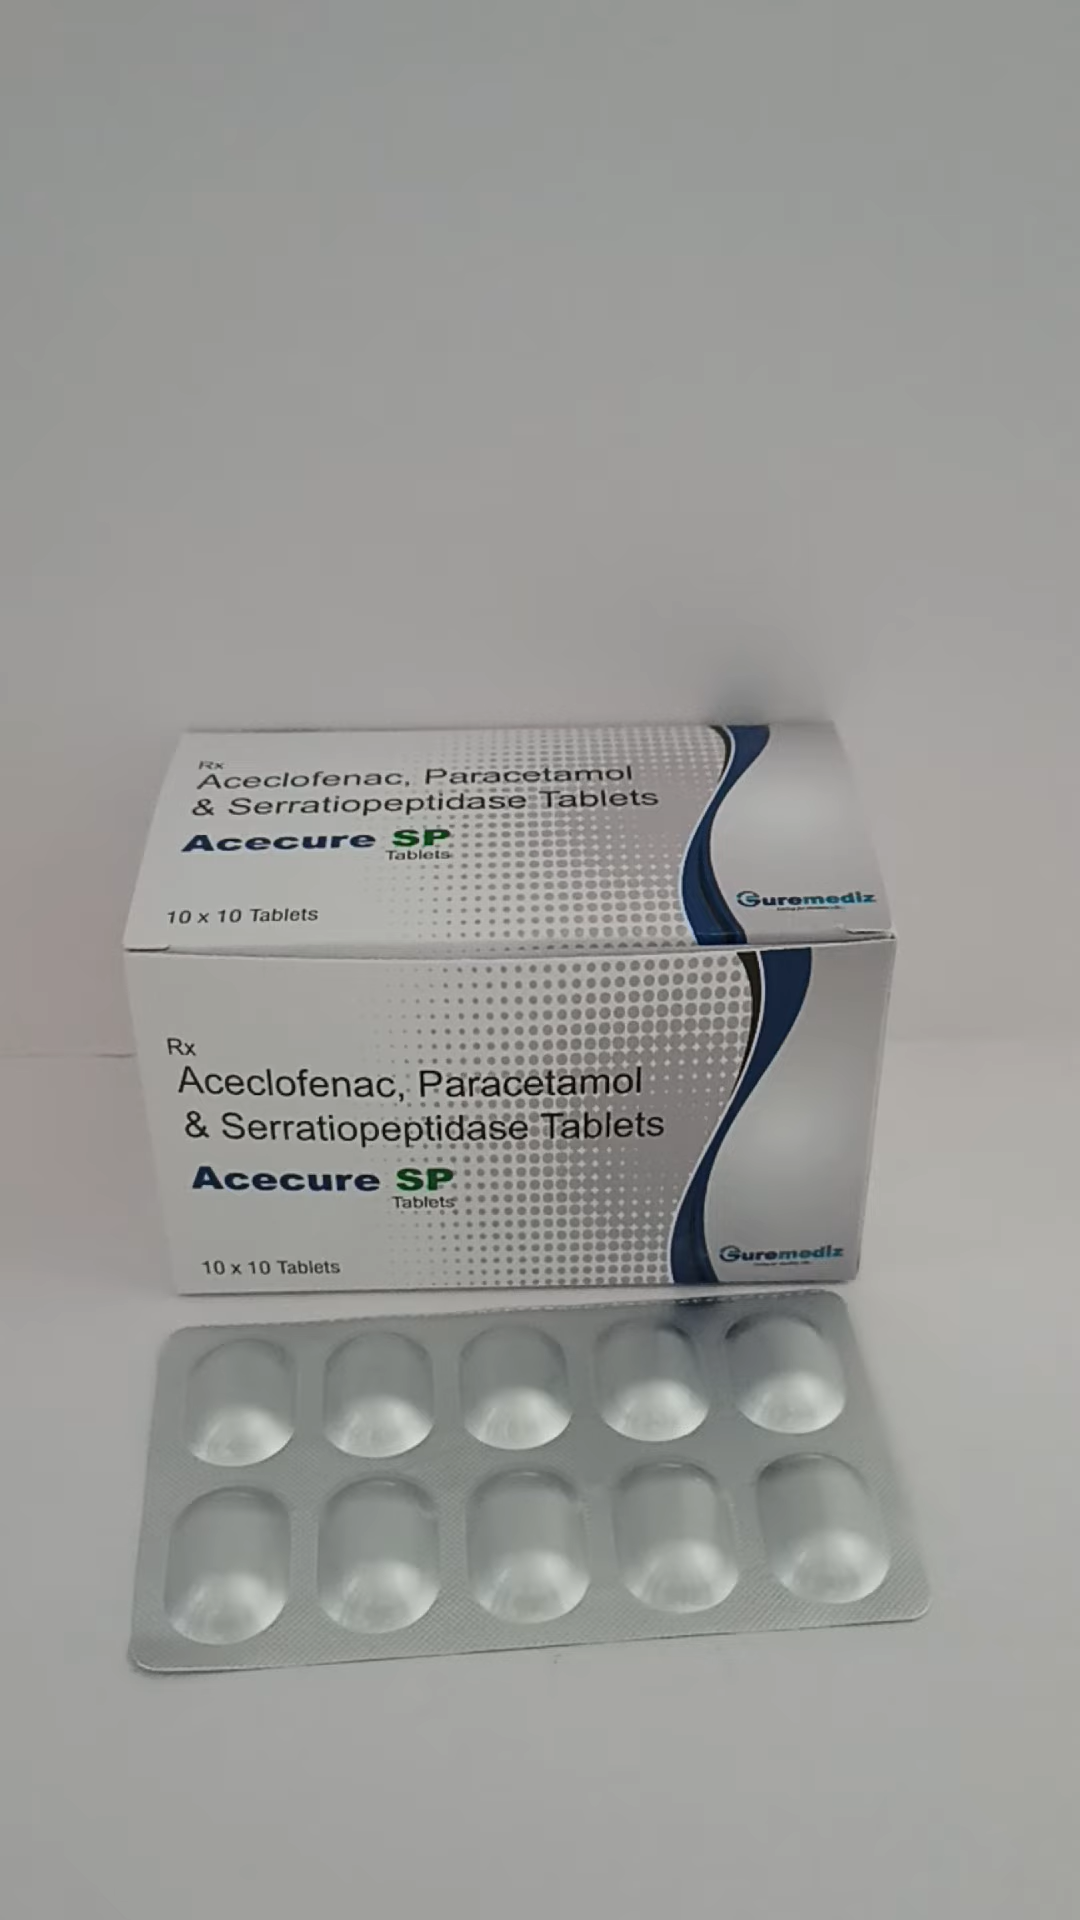 Rx
Aceclofenac, Paracetamol
& Serratiopeptidase Tablets
Acecure SP
Tablets
10 x 10 Tablets
Curemediz
Rx
Aceclofenac, Paracetamol
& Serratiopeptidase Tablets
Acecure SP
Tablets
10 x 10 Tablets
Curemediz